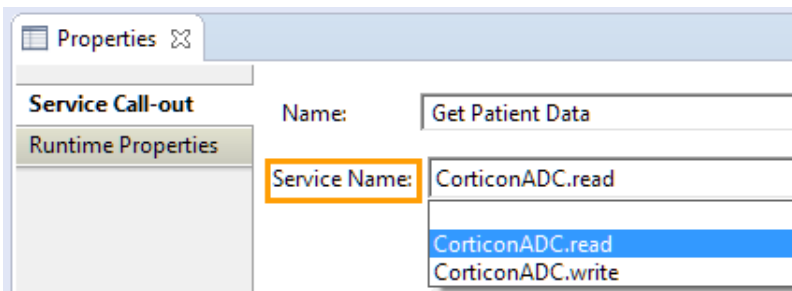 Properties
Service Call-out
Name: Get Patient Data
Runtime Properties
Service Name: CorticonADC.read
CorticonADC.read
CorticonADC.write